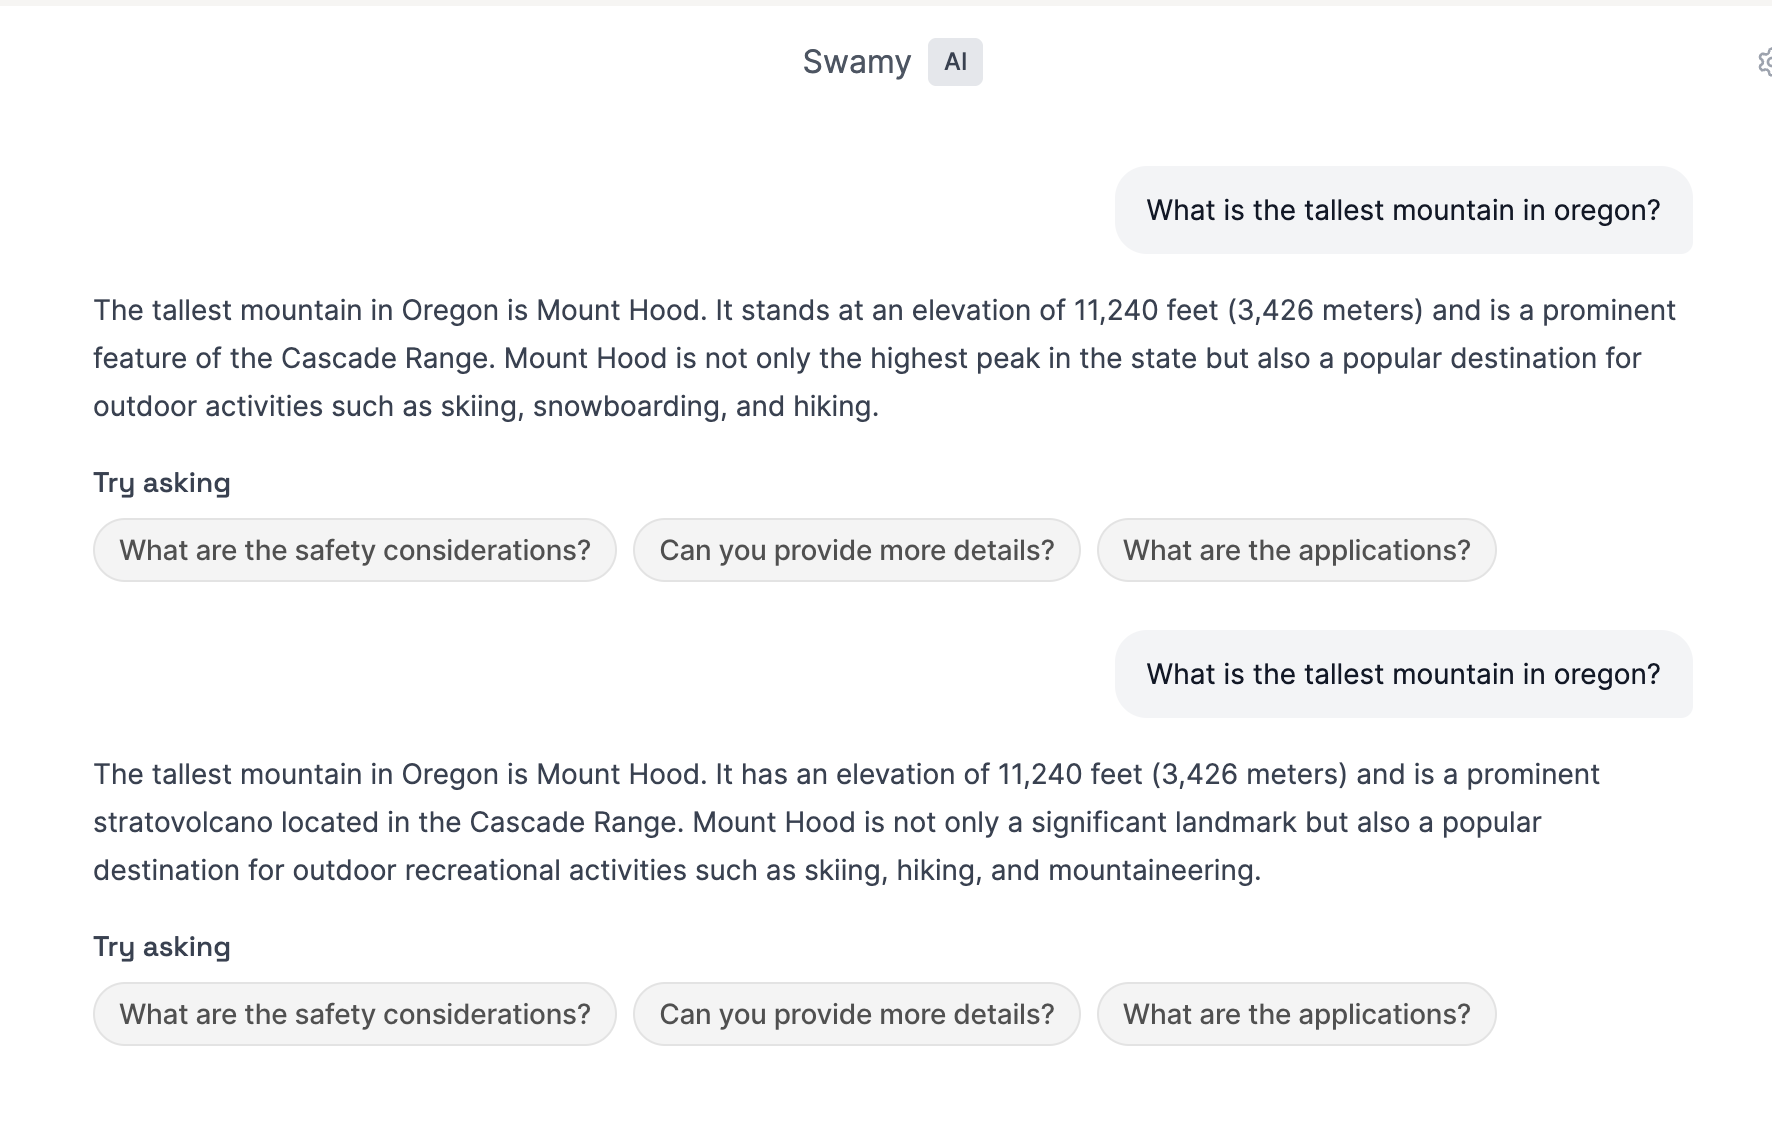 Swamy AI
What is the tallest mountain in oregon?
The tallest mountain in Oregon is Mount Hood. It stands at an elevation of 11,240 feet (3,426 meters) and is a prominent
feature of the Cascade Range. Mount Hood is not only the highest peak in the state but also a popular destination for
outdoor activities such as skiing, snowboarding, and hiking.
Try asking
What are the safety considerations? Can you provide more details? What are the applications?
What is the tallest mountain in oregon?
The tallest mountain in Oregon is Mount Hood. It has an elevation of 11,240 feet (3,426 meters) and is a prominent
stratovolcano located in the Cascade Range. Mount Hood is not only a significant landmark but also a popular
destination for outdoor recreational activities such as skiing, hiking, and mountaineering.
Try asking
What are the safety considerations? Can you provide more details? What are the applications?